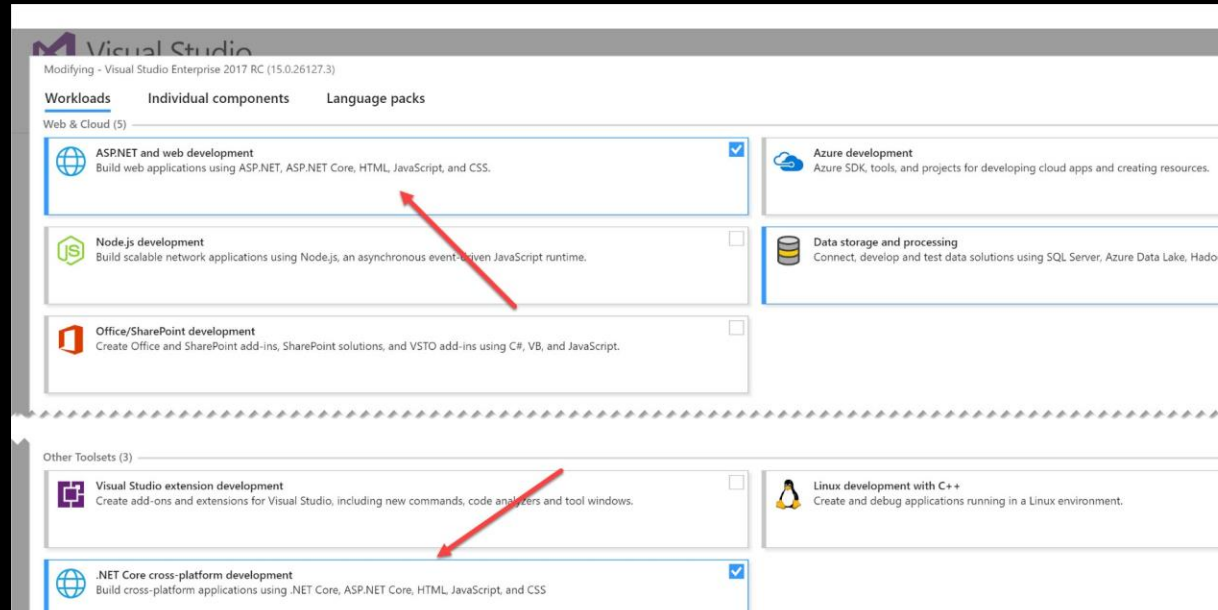 Visual Studio
Modifying - Visual Studio Enterprise 2017 RC (15.0.26127.3)
Workloads Individual components Language packs
Web & Cloud (5)
ASP.NET and web development
Build web applications using ASP.NET, ASP.NET Core, HTML, JavaScript, and CSS.
Azure development
Azure SDK, tools, and projects for developing cloud apps and creating resources.
Node.js development
Build scalable network applications using Node.js, an asynchronous event-driven JavaScript runtime.
Data storage and processing
Connect, develop and test data solutions using SQL Server, Azure Data Lake, Hado
Office/SharePoint development
Create Office and SharePoint add-ins, SharePoint solutions, and VSTO add-ins using C#, VB, and JavaScript.
Other Toolsets (3)
Visual Studio extension development
Create add-ons and extensions for Visual Studio, including new commands, code analyzers and tool windows.
Linux development with C++
Create and debug applications running in a Linux environment.
.NET Core cross-platform development
Build cross-platform applications using .NET Core, ASP.NET Core, HTML, JavaScript, and CSS